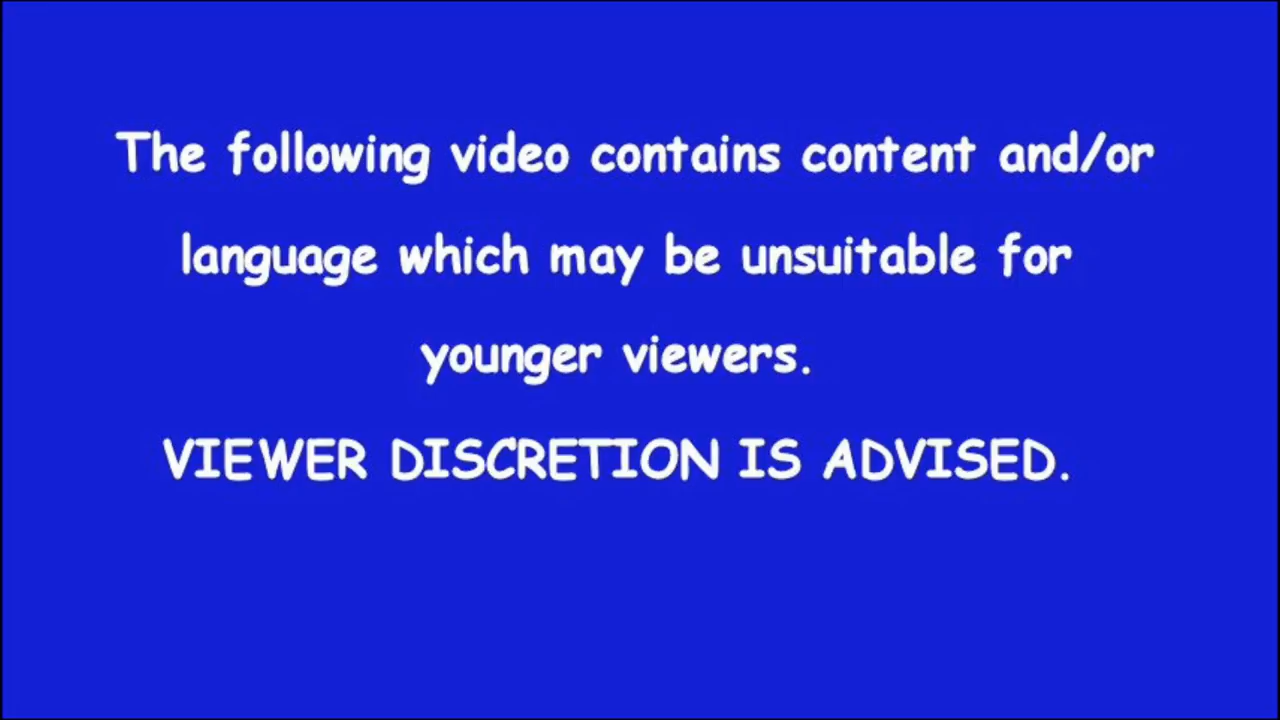 The following video contains content and/or
language which may be unsuitable for
younger viewers.
VIEWER DISCRETION IS ADVISED.